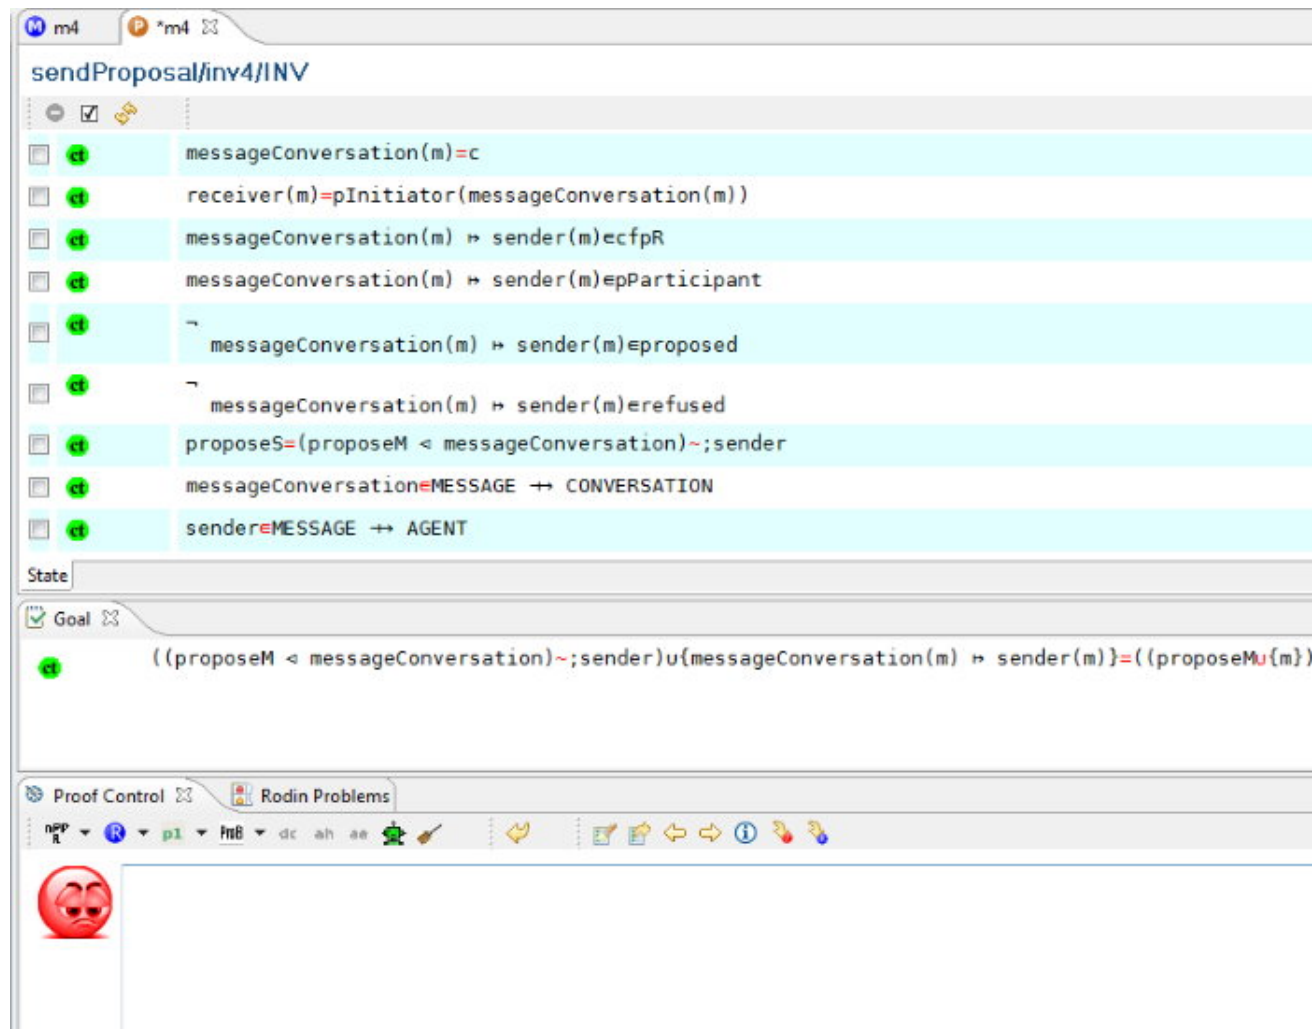 m4
*m4
sendProposal/inv4/INV
ct messageConversation(m)=c
ct receiver(m)=pInitiator(messageConversation(m))
ct messageConversation(m) ↦ sender(m)∈cfpR
ct messageConversation(m) ↦ sender(m)∈pParticipant
ct ¬
messageConversation(m) ↦ sender(m)∈proposed
ct ¬
messageConversation(m) ↦ sender(m)∈refused
ct proposeS=(proposeM ◁ messageConversation)~;sender
ct messageConversation∈MESSAGE ⇸ CONVERSATION
ct sender∈MESSAGE ⇸ AGENT
State
Goal
ct ((proposeM ◁ messageConversation)~;sender)∪{messageConversation(m) ↦ sender(m)}=((proposeM∪{m})
Proof Control Rodin Problems
nPP R R p1 PnB dc ah ae